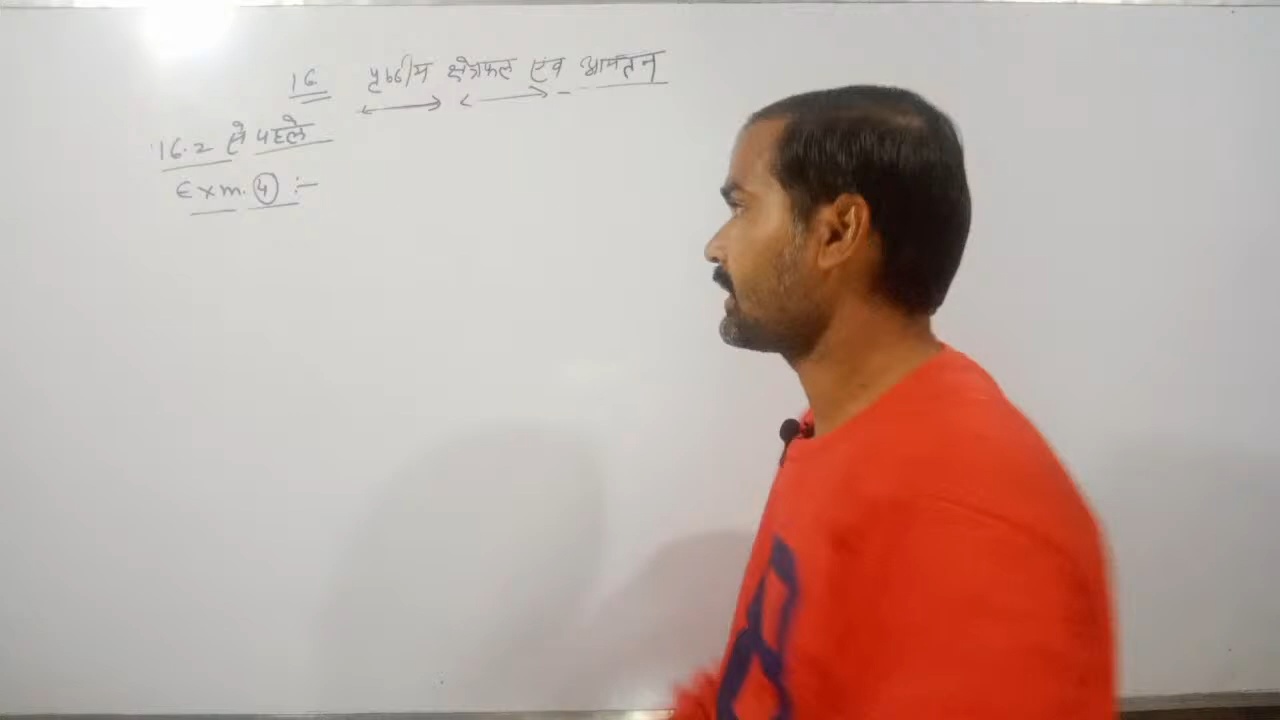 16 पृष्ठीय क्षेत्रफल एवं आयतन
16.2 से पहले
Exm. 4 :-